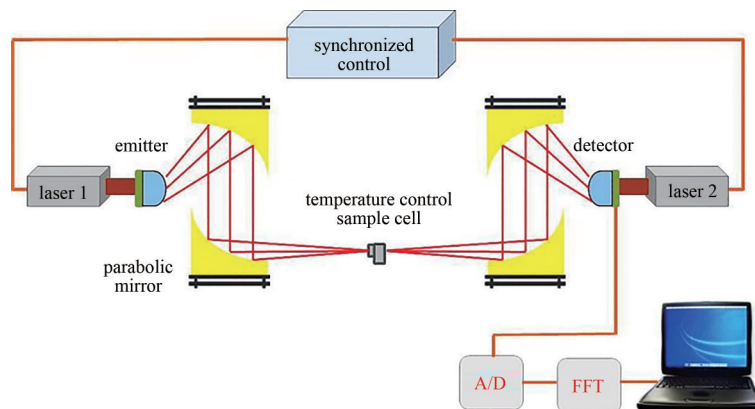 synchronized
control
emitter
detector
laser 1
laser 2
temperature control
sample cell
parabolic
mirror
A/D
FFT